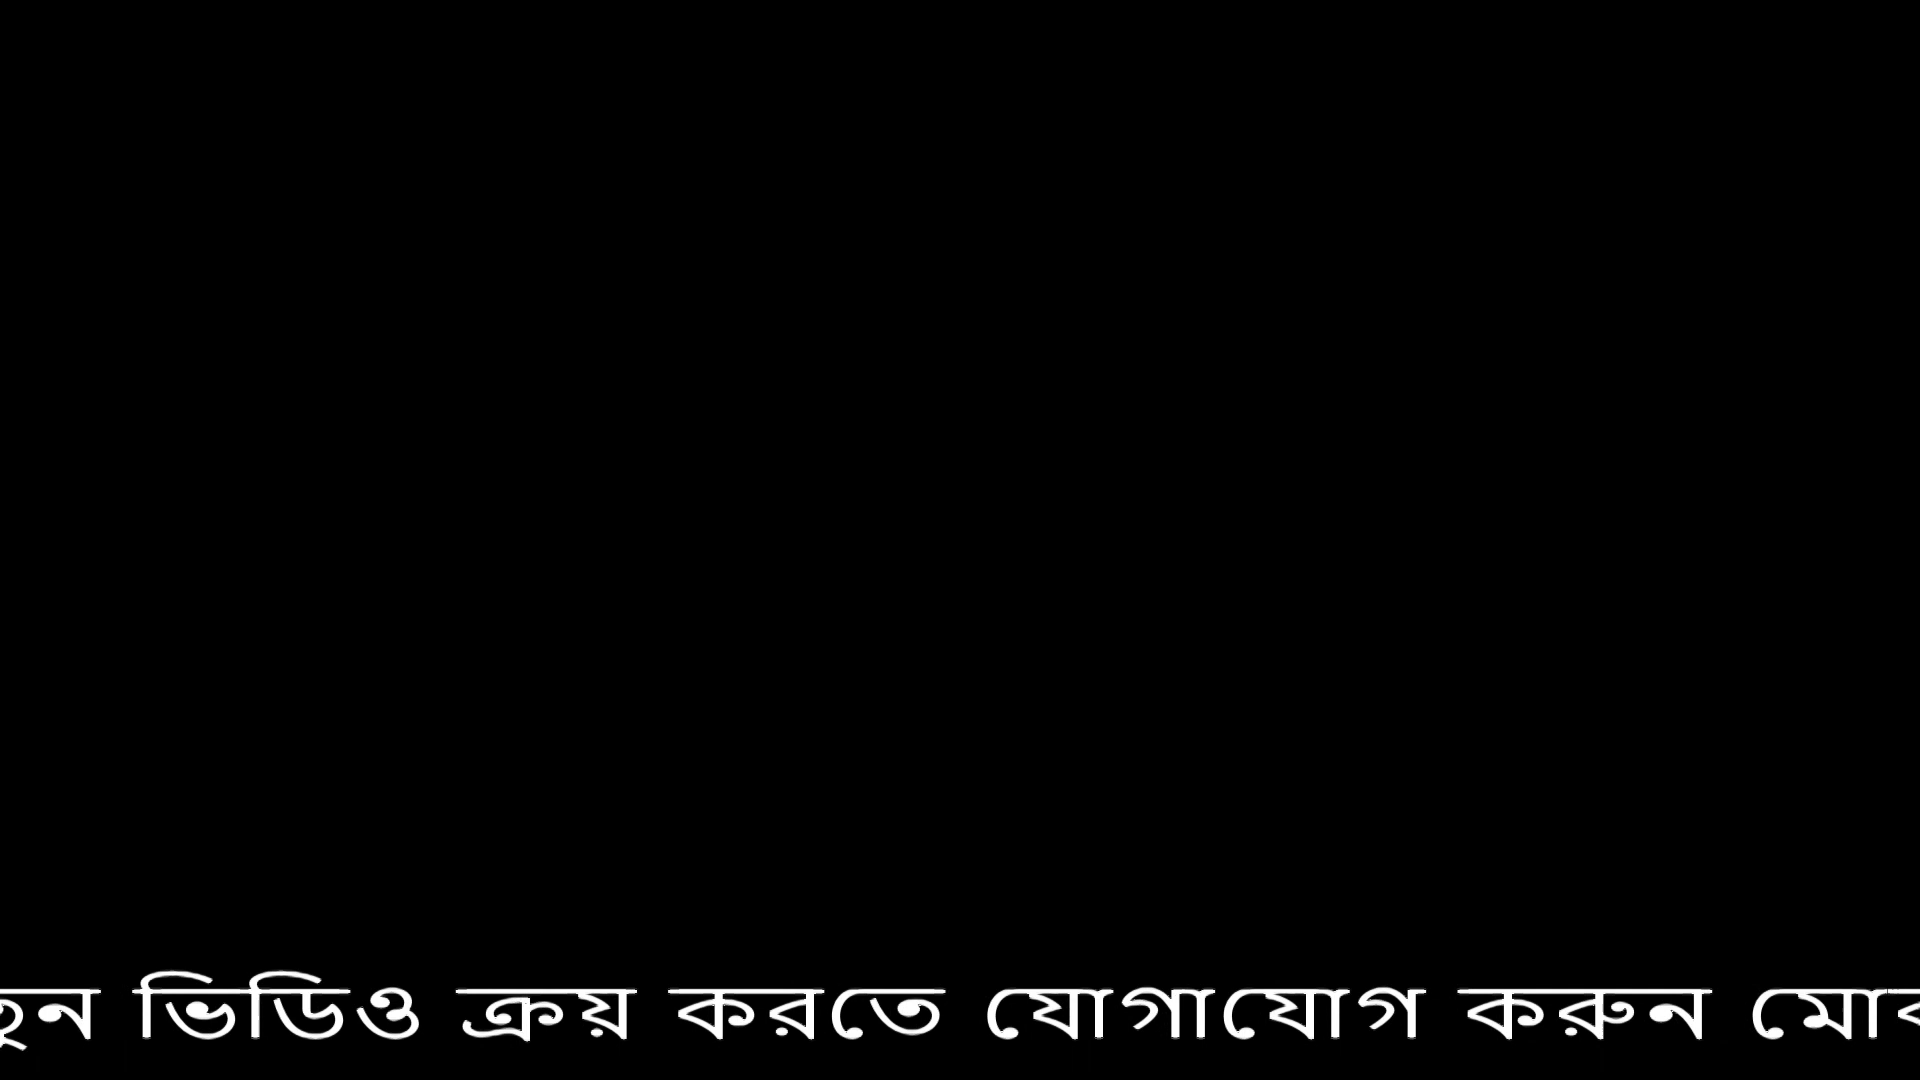 ভিডিও ক্রয় করতে যোগাযোগ করুন